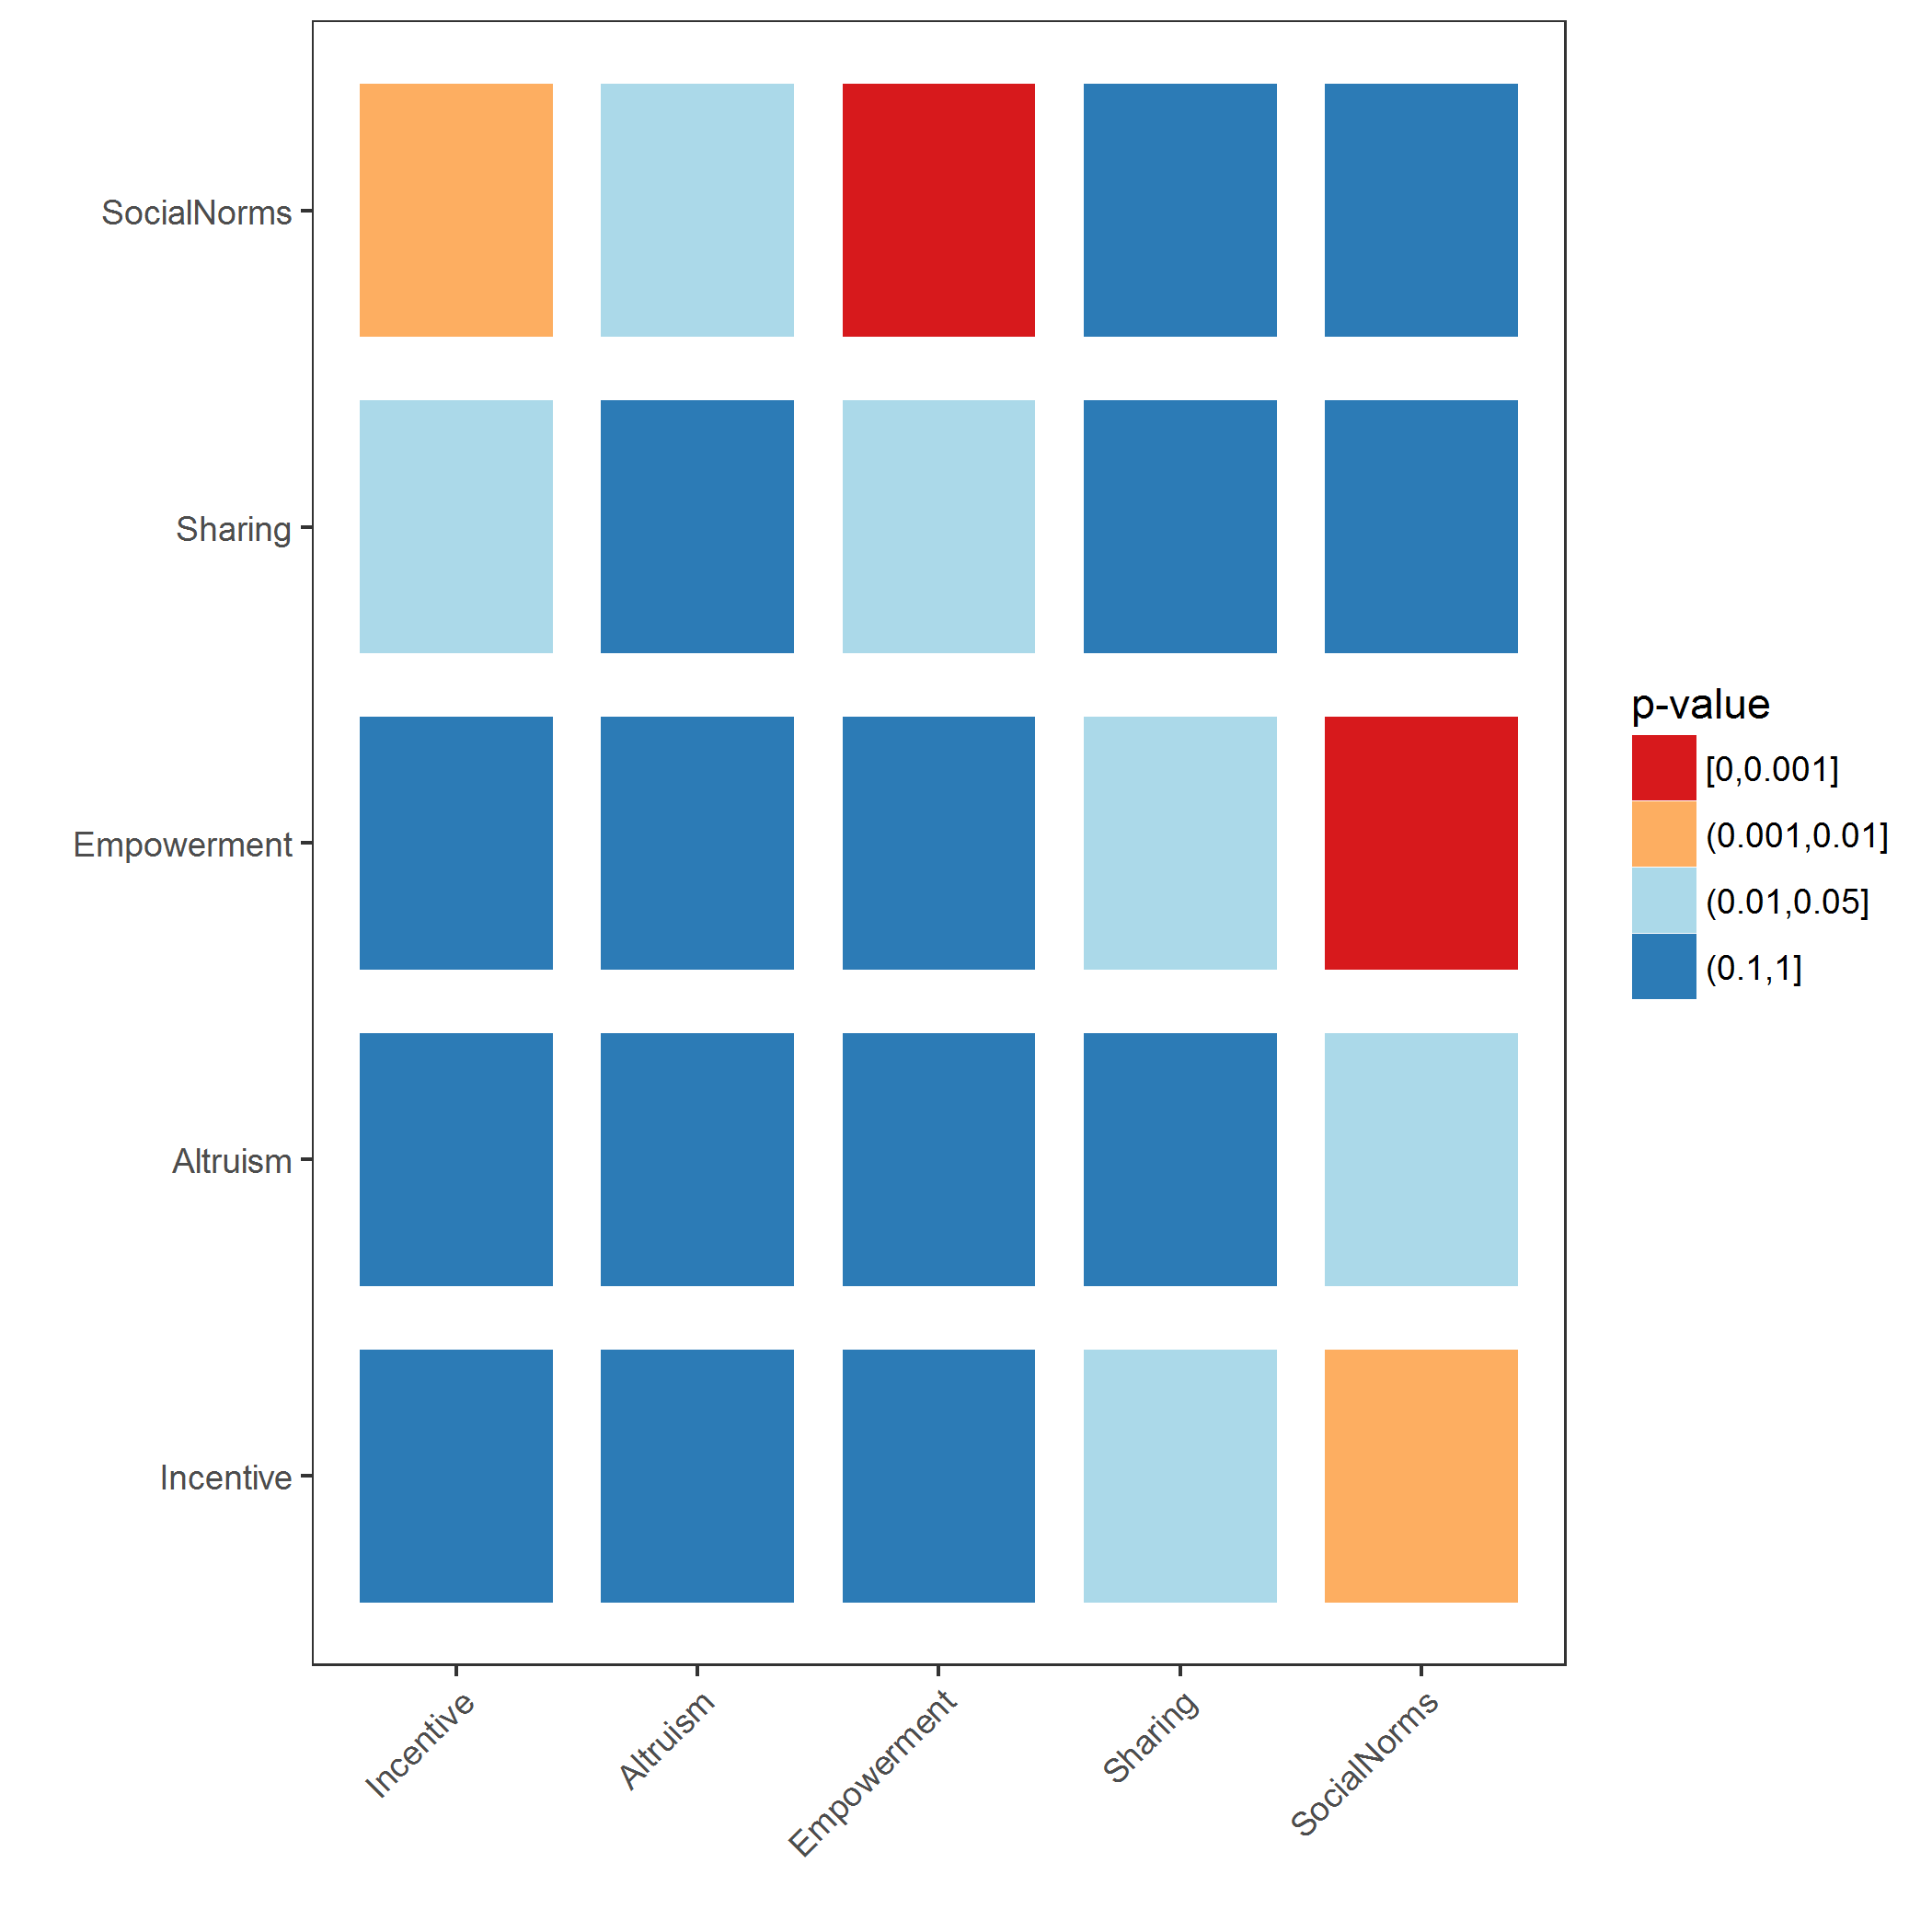 SocialNorms
Sharing
Empowerment
Altruism
Incentive
Incentive
Altruism
Empowerment
Sharing
SocialNorms
p-value
[0,0.001]
(0.001,0.01]
(0.01,0.05]
(0.1,1]